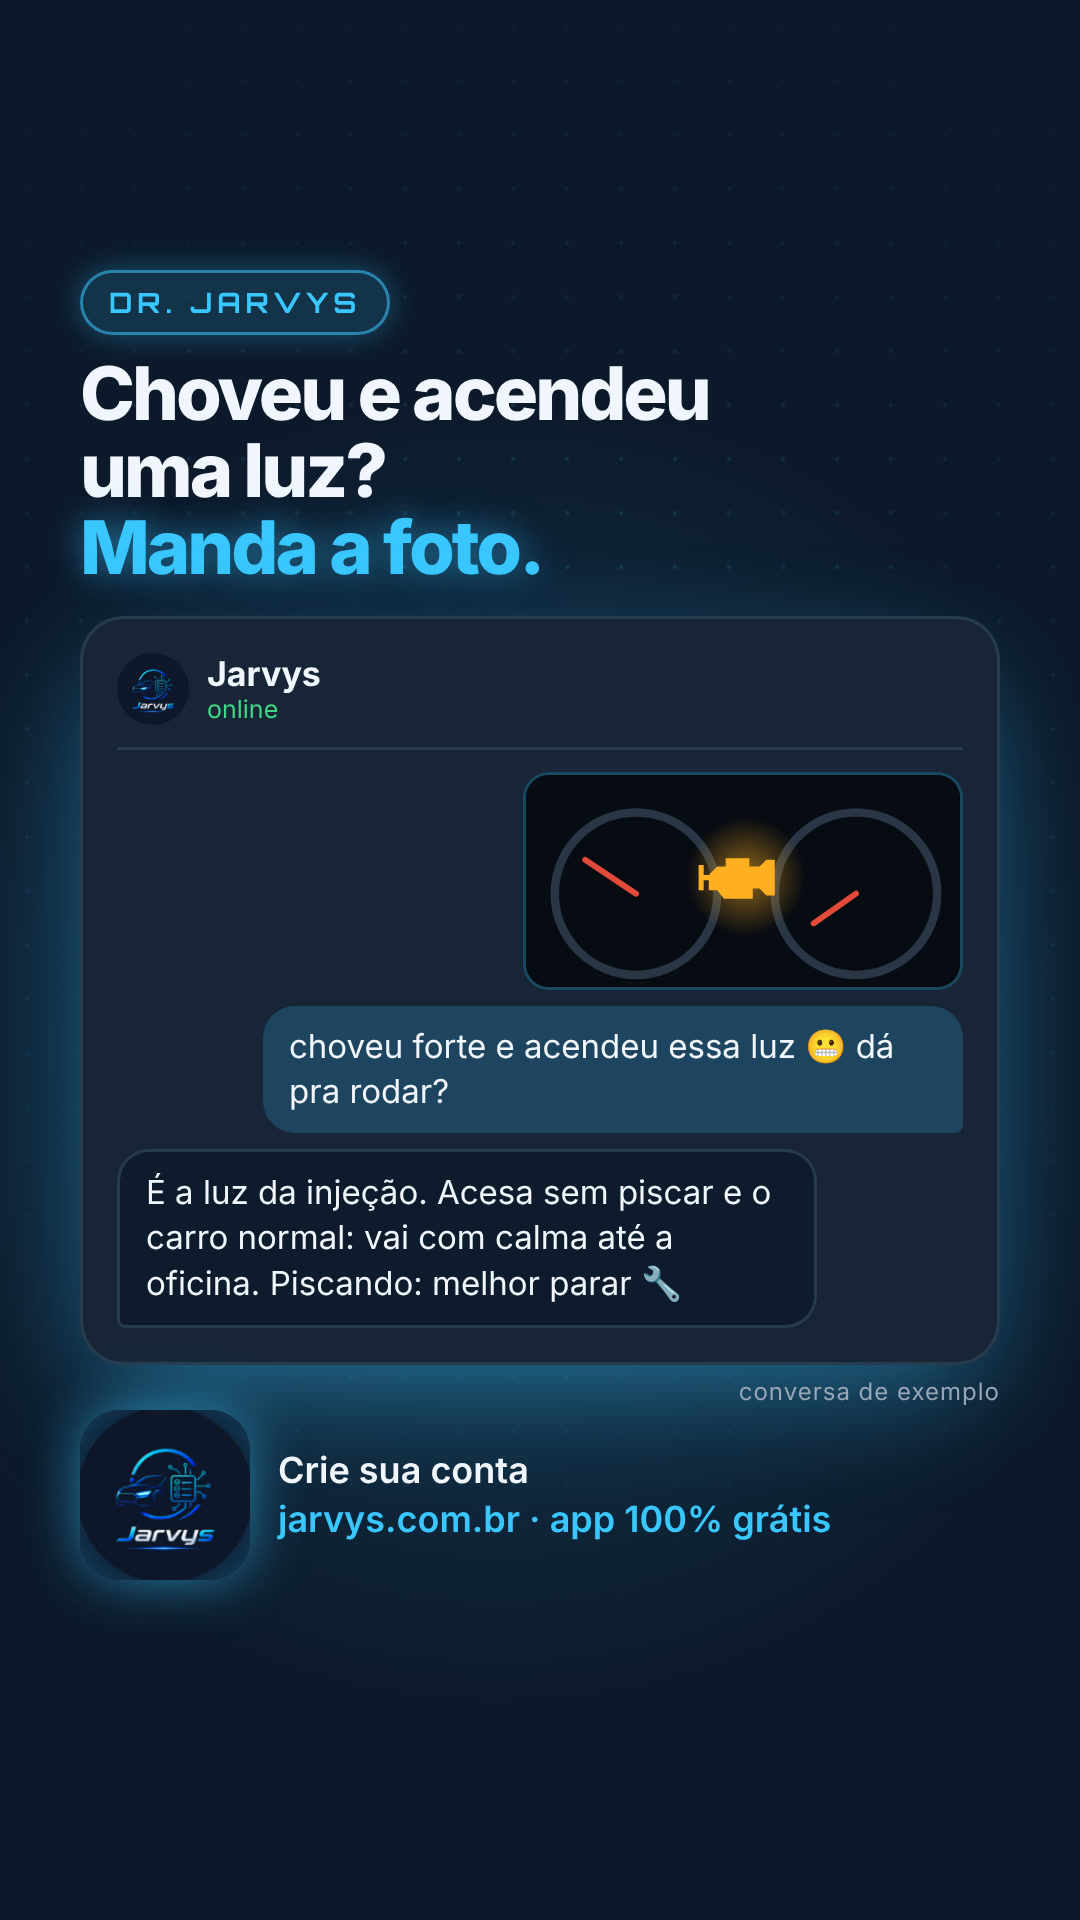 DR. JARVYS
Choveu e acendeu
uma luz?
Manda a foto.
Jarvys
Jarvys
online
choveu forte e acendeu essa luz 😬 dá
pra rodar?
É a luz da injeção. Acesa sem piscar e o
carro normal: vai com calma até a
oficina. Piscando: melhor parar 🔧
conversa de exemplo
Jarvys
Crie sua conta
jarvys.com.br · app 100% grátis